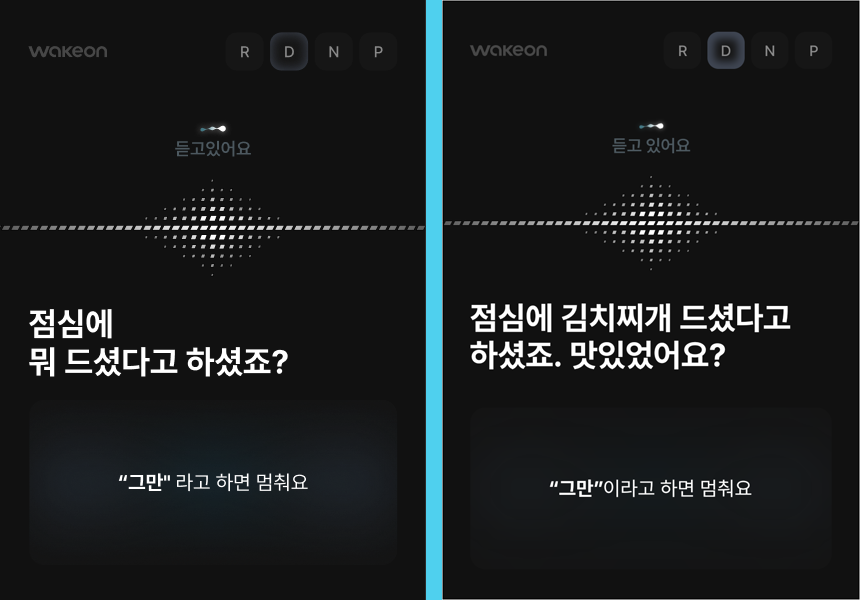 wakeon
R D N P
듣고있어요
점심에
뭐 드셨다고 하셨죠?
“그만" 라고 하면 멈춰요
wakeon
R D N P
듣고 있어요
점심에 김치찌개 드셨다고
하셨죠. 맛있었어요?
“그만”이라고 하면 멈춰요